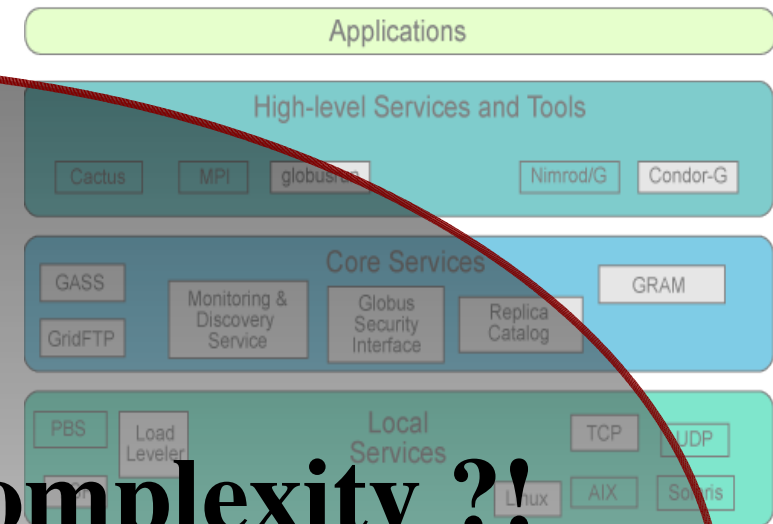 Applications
High-level Services and Tools
Cactus
MPI
globusrun
Nimrod/G
Condor-G
Core Services
GASS
GridFTP
Monitoring &
Discovery
Service
Globus
Security
Interface
Replica
Catalog
GRAM
PBS
Load
Leveler
Local
Services
TCP
UDP
Linux
AIX
Solaris
omplexity ?!